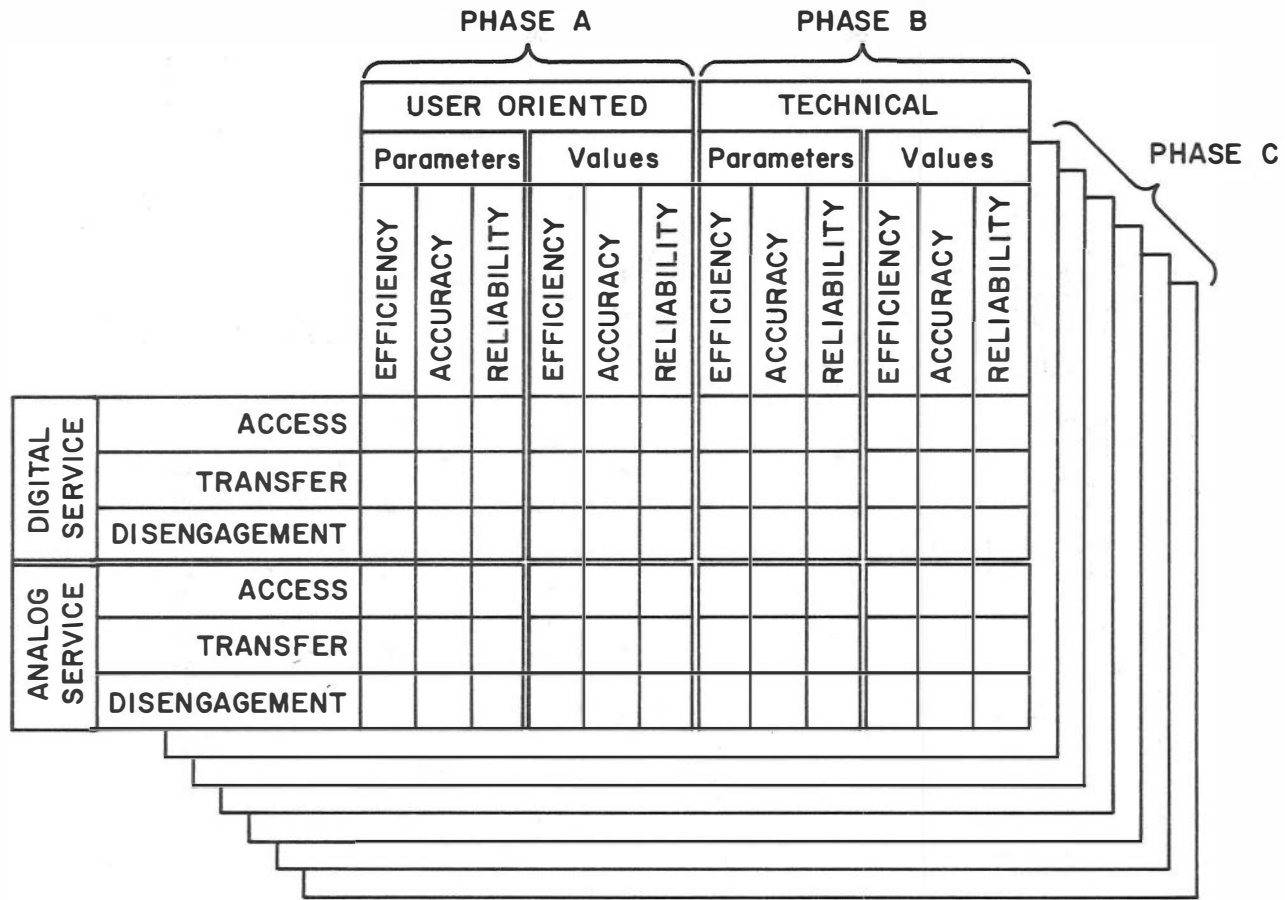 PHASE A PHASE B
USER ORIENTED TECHNICAL
PHASE C
Parameters Values Parameters Values
EFFICIENCY ACCURACY RELIABILITY EFFICIENCY ACCURACY RELIABILITY EFFICIENCY ACCURACY RELIABILITY EFFICIENCY ACCURACY RELIABILITY
DIGITAL
SERVICE
ACCESS
TRANSFER
DISENGAGEMENT
ANALOG
SERVICE
ACCESS
TRANSFER
DISENGAGEMENT